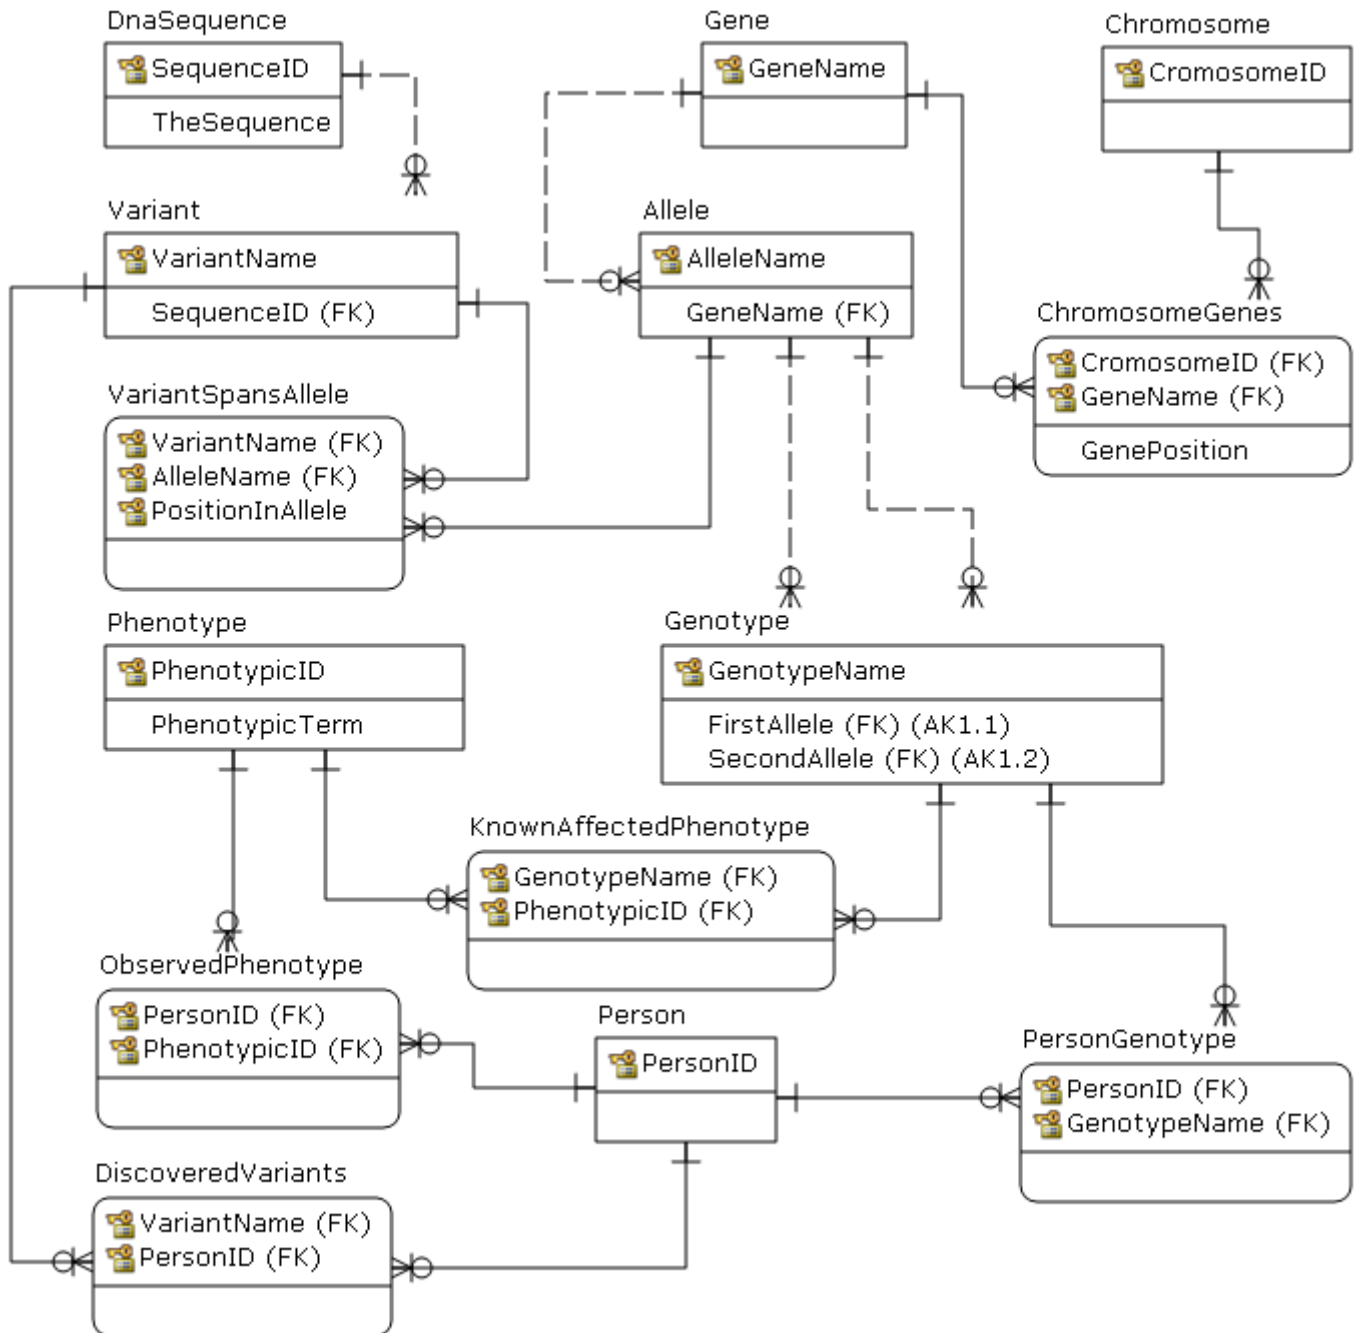 DnaSequence
SequenceID
TheSequence
Gene
GeneName
Chromosome
CromosomeID
Variant
VariantName
SequenceID (FK)
Allele
AlleleName
GeneName (FK)
ChromosomeGenes
CromosomeID (FK)
GeneName (FK)
GenePosition
VariantSpansAllele
VariantName (FK)
AlleleName (FK)
PositionInAllele
Phenotype
PhenotypicID
PhenotypicTerm
Genotype
GenotypeName
FirstAllele (FK) (AK1.1)
SecondAllele (FK) (AK1.2)
KnownAffectedPhenotype
GenotypeName (FK)
PhenotypicID (FK)
ObservedPhenotype
PersonID (FK)
PhenotypicID (FK)
Person
PersonID
PersonGenotype
PersonID (FK)
GenotypeName (FK)
DiscoveredVariants
VariantName (FK)
PersonID (FK)